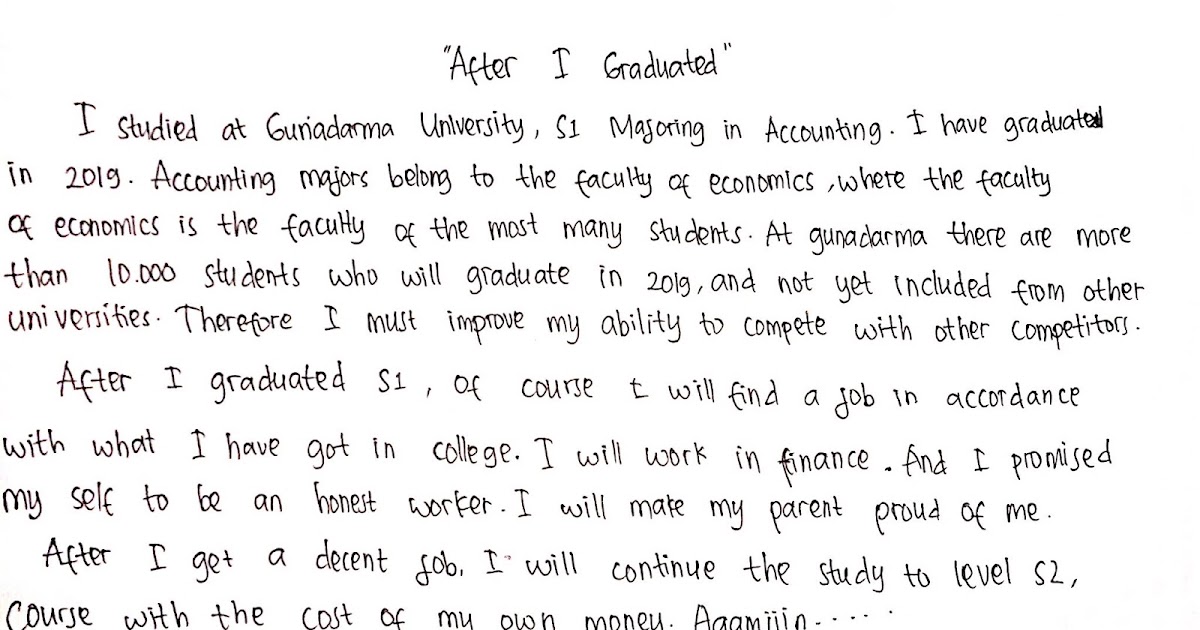 "After I Graduated"
I studied at Gunadarma University, S1 Majoring in Accounting. I have graduated
in 2019. Accounting majors belong to the faculty of economics, where the faculty
of economics is the faculty of the most many students. At gunadarma there are more
than 10.000 students who will graduate in 2019, and not yet included from other
universities. Therefore I must improve my ability to compete with other competitors.
After I graduated S1, of course I will find a job in accordance
with what I have got in college. I will work in finance. And I promised
my self to be an honest worker. I will make my parent proud of me.
After I get a decent job, I will continue the study to level S2,
course with the cost of my own money. Aaamiiin.....